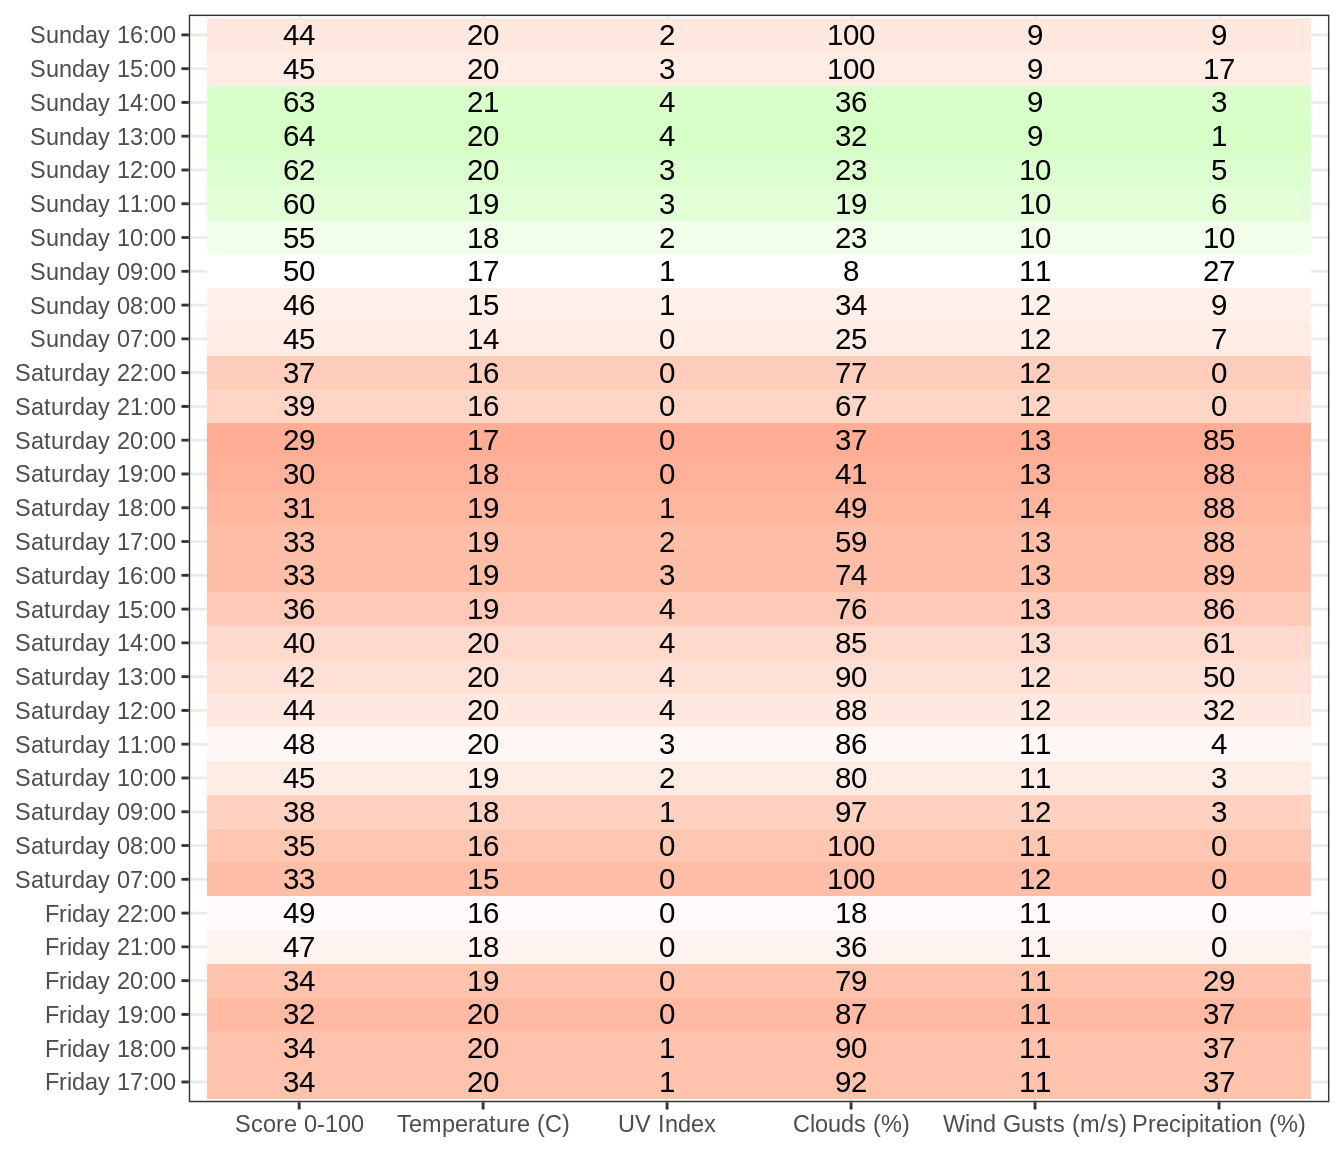 Sunday 16:00 44 20 2 100 9 9
Sunday 15:00 45 20 3 100 9 17
Sunday 14:00 63 21 4 36 9 3
Sunday 13:00 64 20 4 32 9 1
Sunday 12:00 62 20 3 23 10 5
Sunday 11:00 60 19 3 19 10 6
Sunday 10:00 55 18 2 23 10 10
Sunday 09:00 50 17 1 8 11 27
Sunday 08:00 46 15 1 34 12 9
Sunday 07:00 45 14 0 25 12 7
Saturday 22:00 37 16 0 77 12 0
Saturday 21:00 39 16 0 67 12 0
Saturday 20:00 29 17 0 37 13 85
Saturday 19:00 30 18 0 41 13 88
Saturday 18:00 31 19 1 49 14 88
Saturday 17:00 33 19 2 59 13 88
Saturday 16:00 33 19 3 74 13 89
Saturday 15:00 36 19 4 76 13 86
Saturday 14:00 40 20 4 85 13 61
Saturday 13:00 42 20 4 90 12 50
Saturday 12:00 44 20 4 88 12 32
Saturday 11:00 48 20 3 86 11 4
Saturday 10:00 45 19 2 80 11 3
Saturday 09:00 38 18 1 97 12 3
Saturday 08:00 35 16 0 100 11 0
Saturday 07:00 33 15 0 100 12 0
Friday 22:00 49 16 0 18 11 0
Friday 21:00 47 18 0 36 11 0
Friday 20:00 34 19 0 79 11 29
Friday 19:00 32 20 0 87 11 37
Friday 18:00 34 20 1 90 11 37
Friday 17:00 34 20 1 92 11 37
Score 0-100 Temperature (C) UV Index Clouds (%) Wind Gusts (m/s) Precipitation (%)